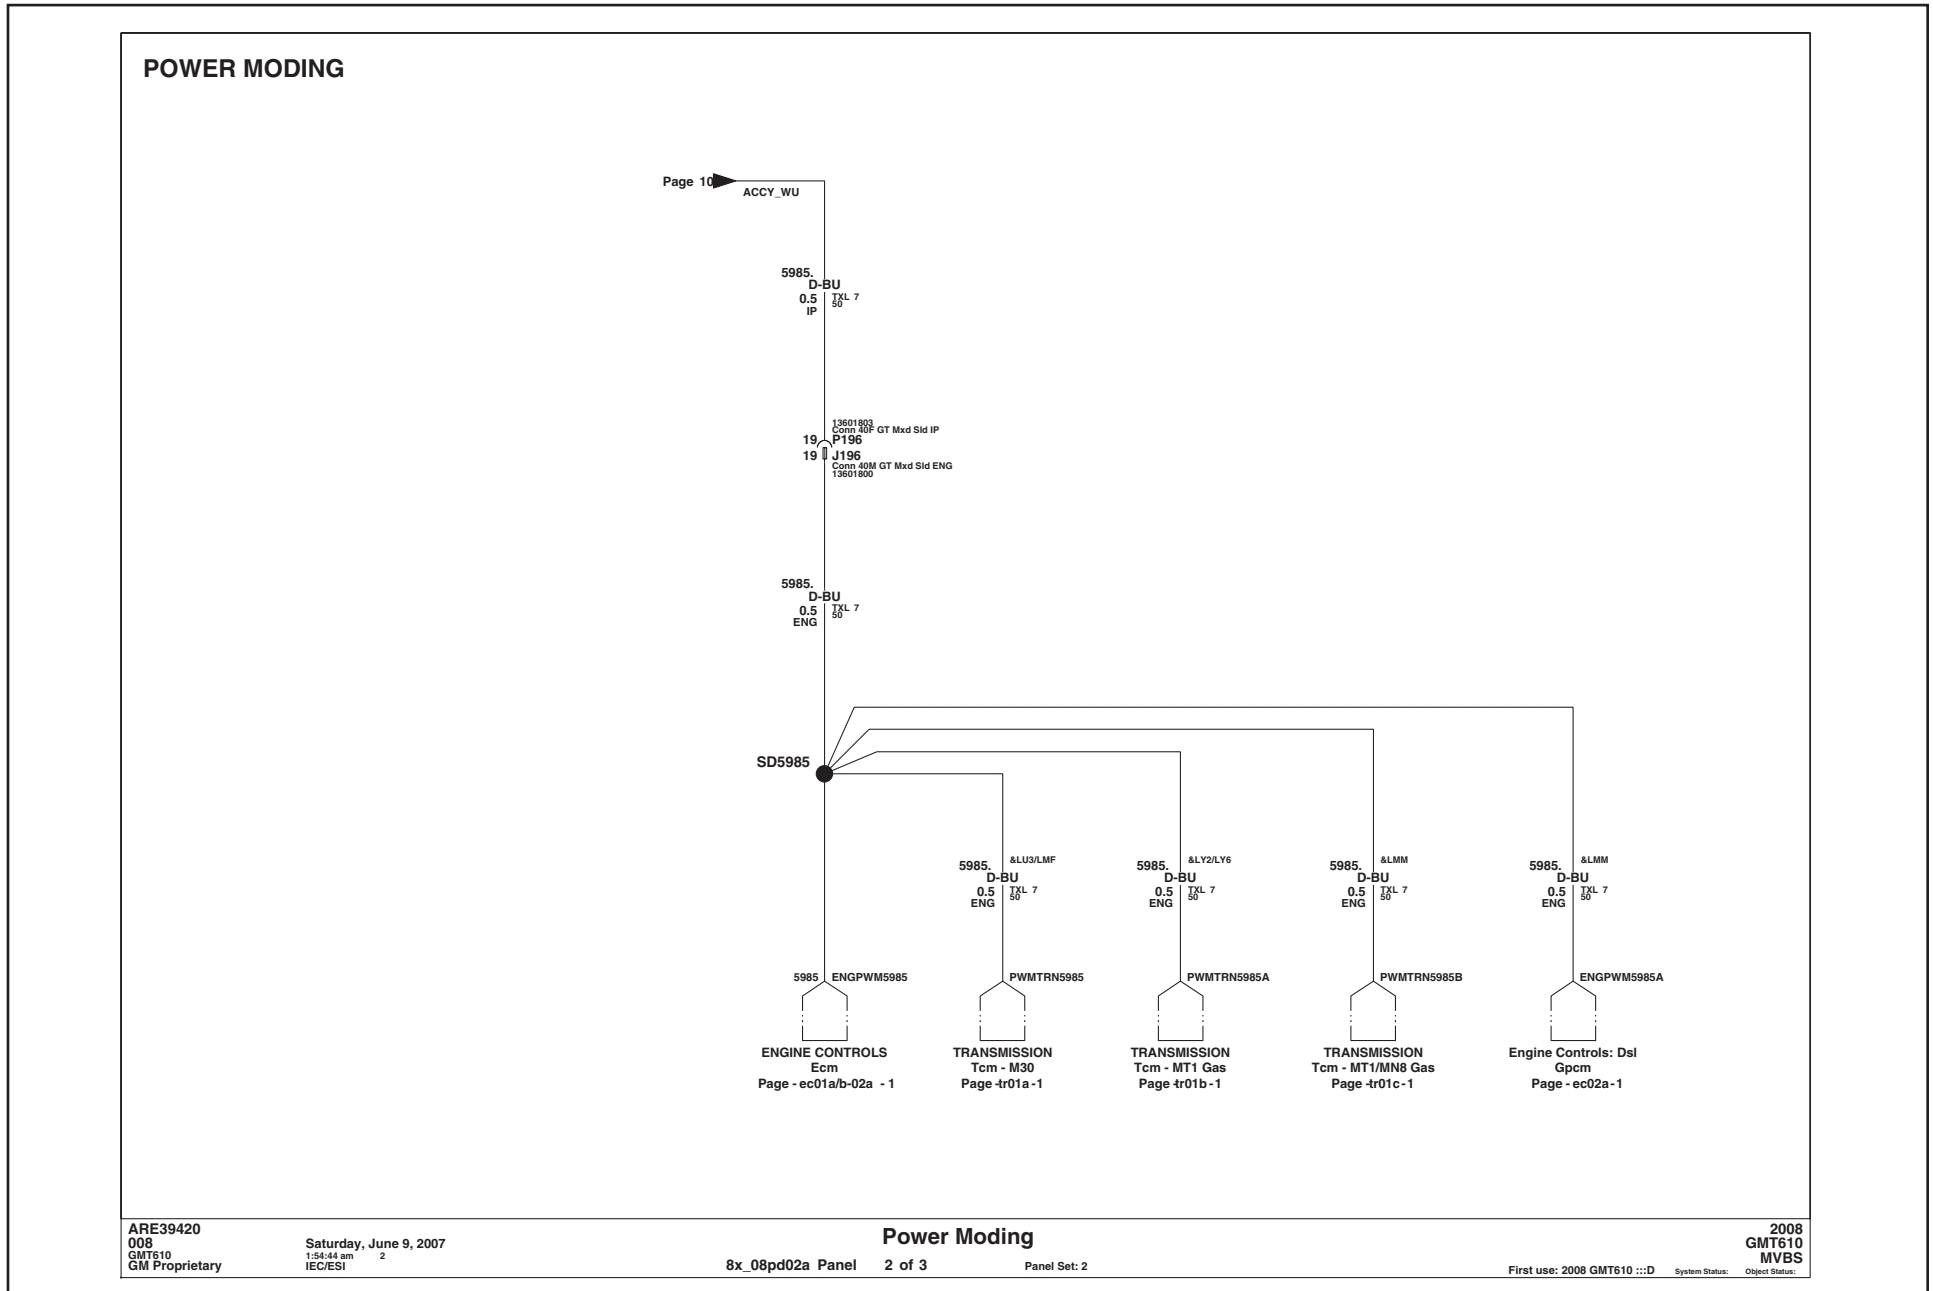 POWER MODING
Page 10
ACCY_WU
5985.
D-BU
0.5 TXL 7
50
IP
13601803
Conn 40F GT Mxd Sld IP
19 P196
19 J196
Conn 40M GT Mxd Sld ENG
13601800
5985.
D-BU
0.5 TXL 7
50
ENG
SD5985
5985. &LU3/LMF
D-BU
0.5 TXL 7
50
ENG
5985. &LY2/LY6
D-BU
0.5 TXL 7
50
ENG
5985. &LMM
D-BU
0.5 TXL 7
50
ENG
5985. &LMM
D-BU
0.5 TXL 7
50
ENG
5985 ENGPWM5985
PWMTRN5985
PWMTRN5985A
PWMTRN5985B
ENGPWM5985A
ENGINE CONTROLS
Ecm
Page - ec01a/b-02a - 1
TRANSMISSION
Tcm - M30
Page -tr01a - 1
TRANSMISSION
Tcm - MT1 Gas
Page -tr01b - 1
TRANSMISSION
Tcm - MT1/MN8 Gas
Page -tr01c - 1
Engine Controls: Dsl
Gpcm
Page - ec02a - 1
ARE39420
008
GMT610
GM Proprietary
Saturday, June 9, 2007
1:54:44 am 2
IEC/ESI
Power Moding
8x_08pd02a Panel 2 of 3 Panel Set: 2
2008
GMT610
MVBS
First use: 2008 GMT610 :::D System Status: Object Status: